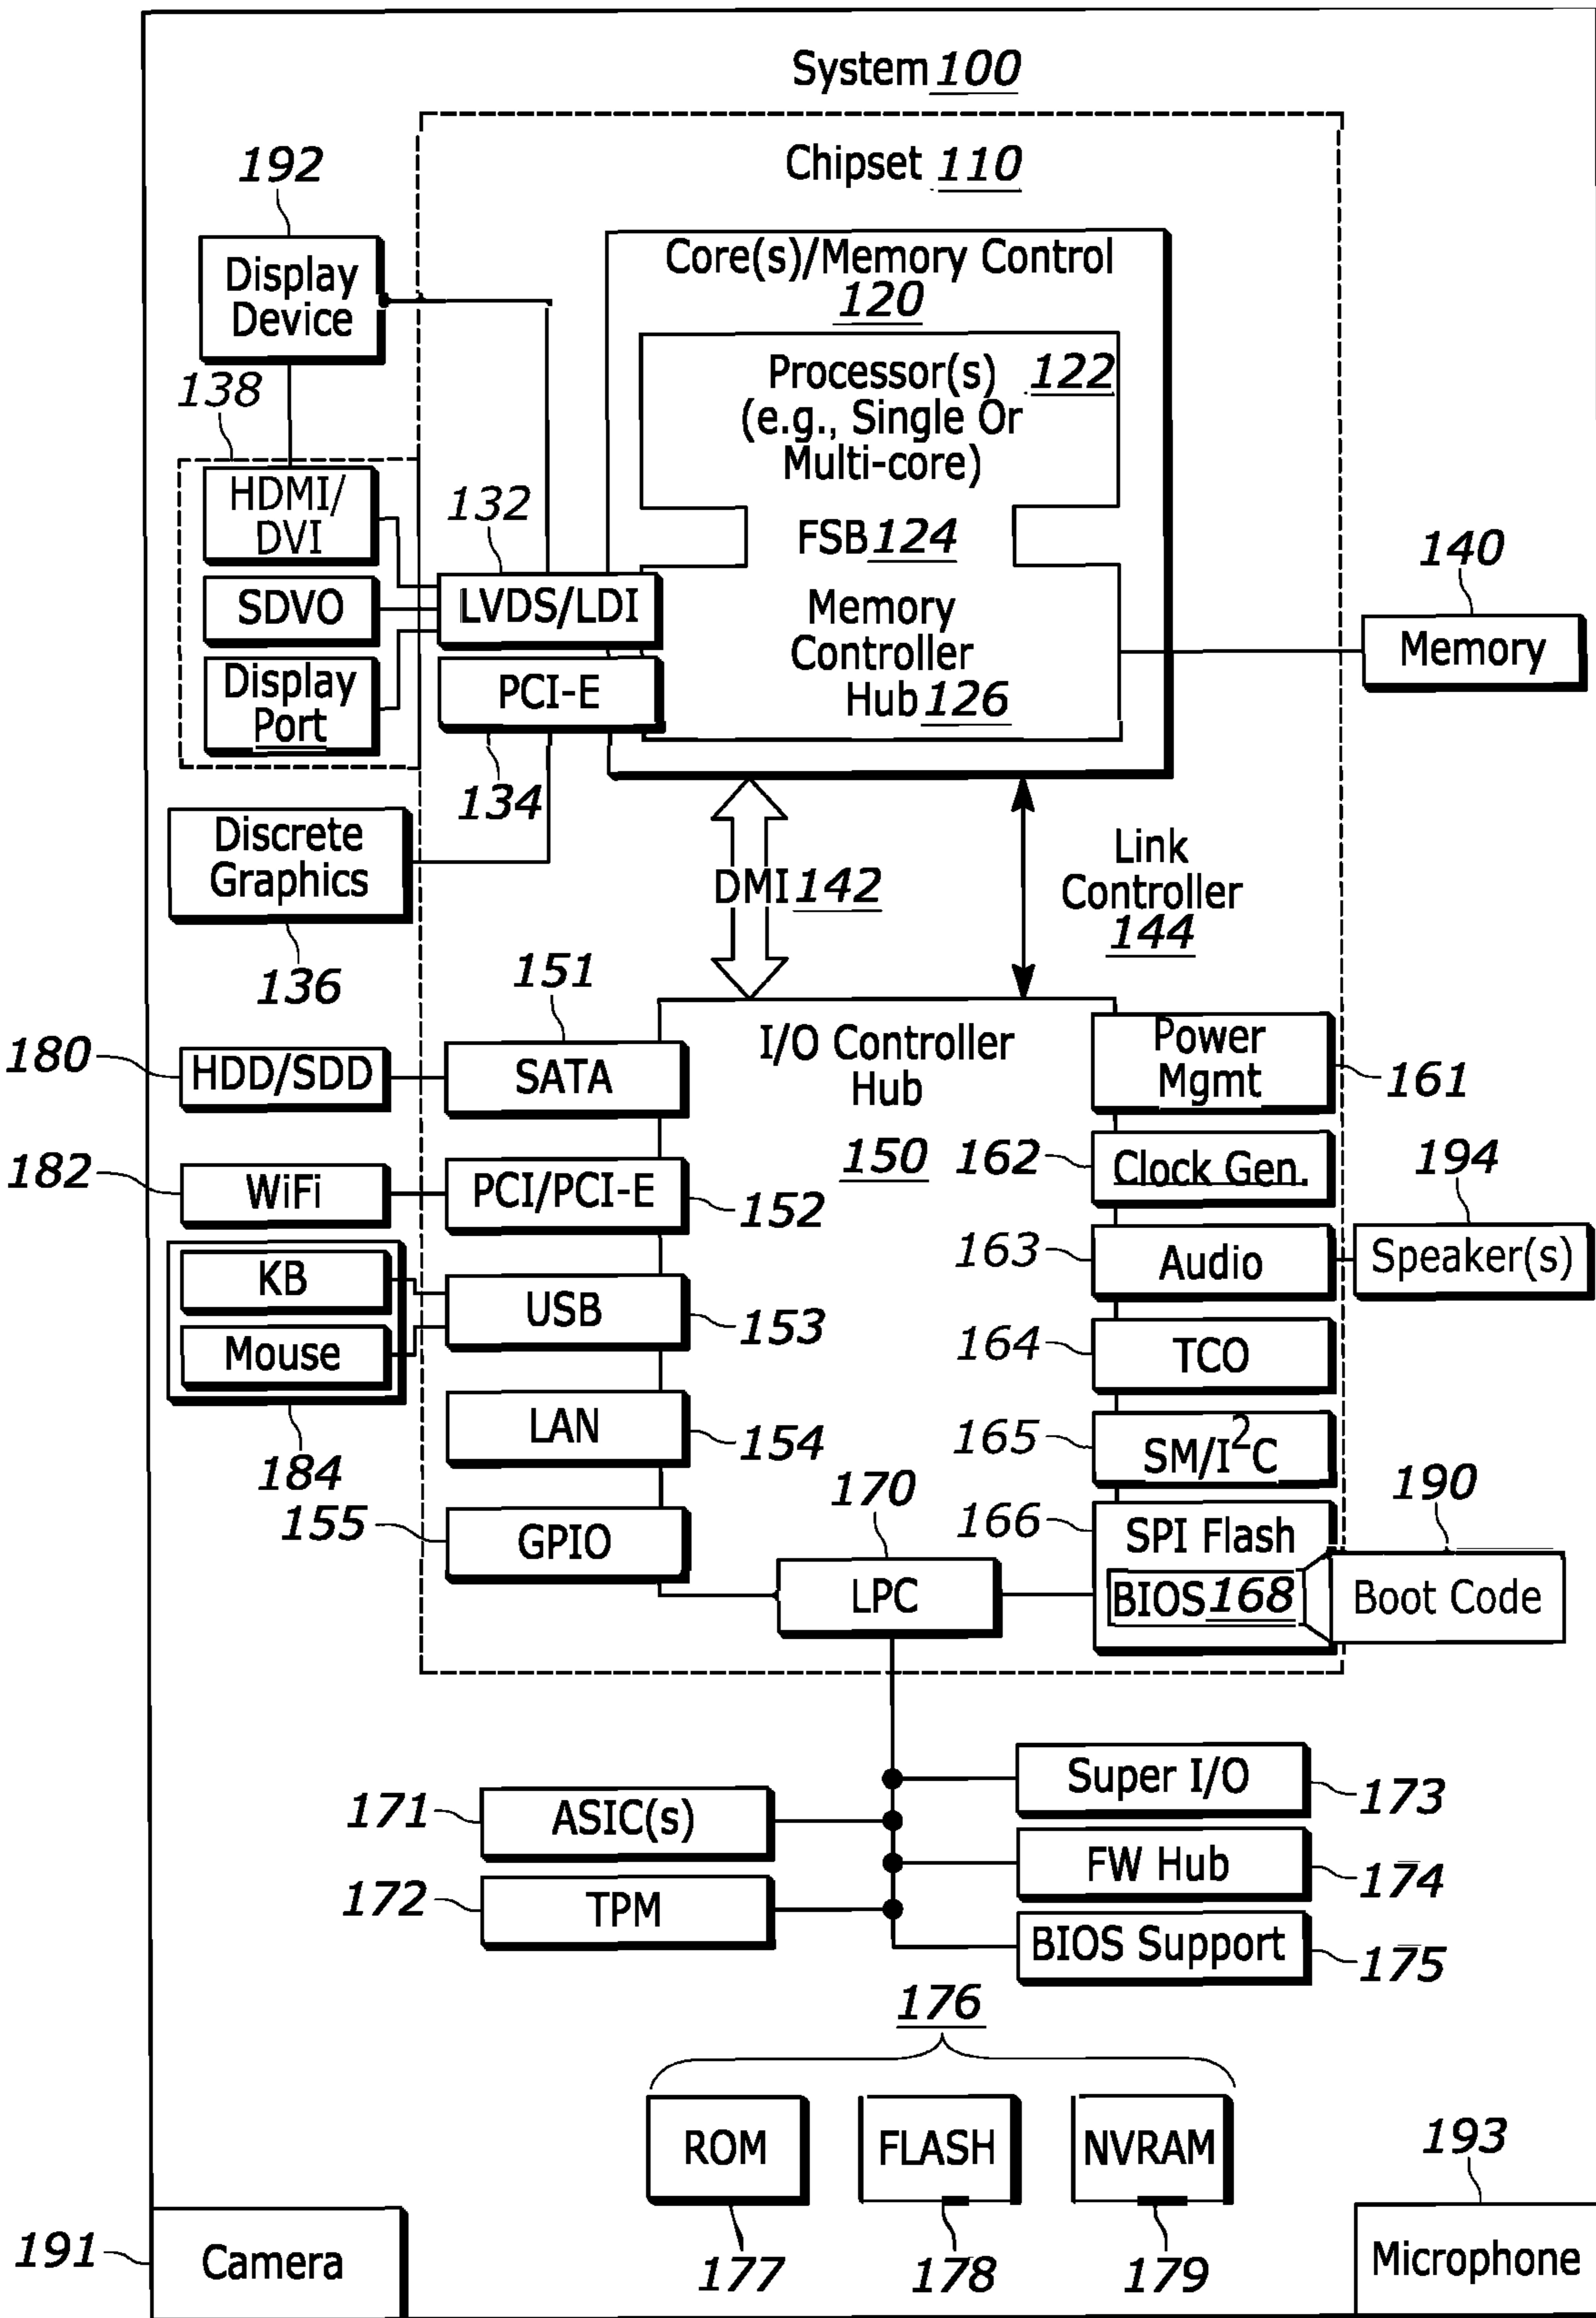 System 100
Chipset 110
192
Display
Device
Core(s)/Memory Control
120
Processor(s) 122
(e.g., Single Or
Multi-core)
138
HDMI/
DVI
132
FSB 124
140
SDVO
LVDS/LDI
Memory
Controller
Hub 126
Memory
Display
Port
PCI-E
134
Discrete
Graphics
136
DMI 142
Link
Controller
144
151
180
HDD/SDD
SATA
I/O Controller
Hub
150
Power
Mgmt
161
182
WiFi
PCI/PCI-E
152
162
Clock Gen.
194
KB
Mouse
184
USB
153
163
Audio
Speaker(s)
164
TCO
LAN
154
165
SM/I²C
155
GPIO
170
LPC
166
SPI Flash
BIOS 168
190
Boot Code
171
ASIC(s)
Super I/O
173
172
TPM
FW Hub
174
BIOS Support
175
176
ROM
FLASH
NVRAM
177
178
179
193
191
Camera
Microphone